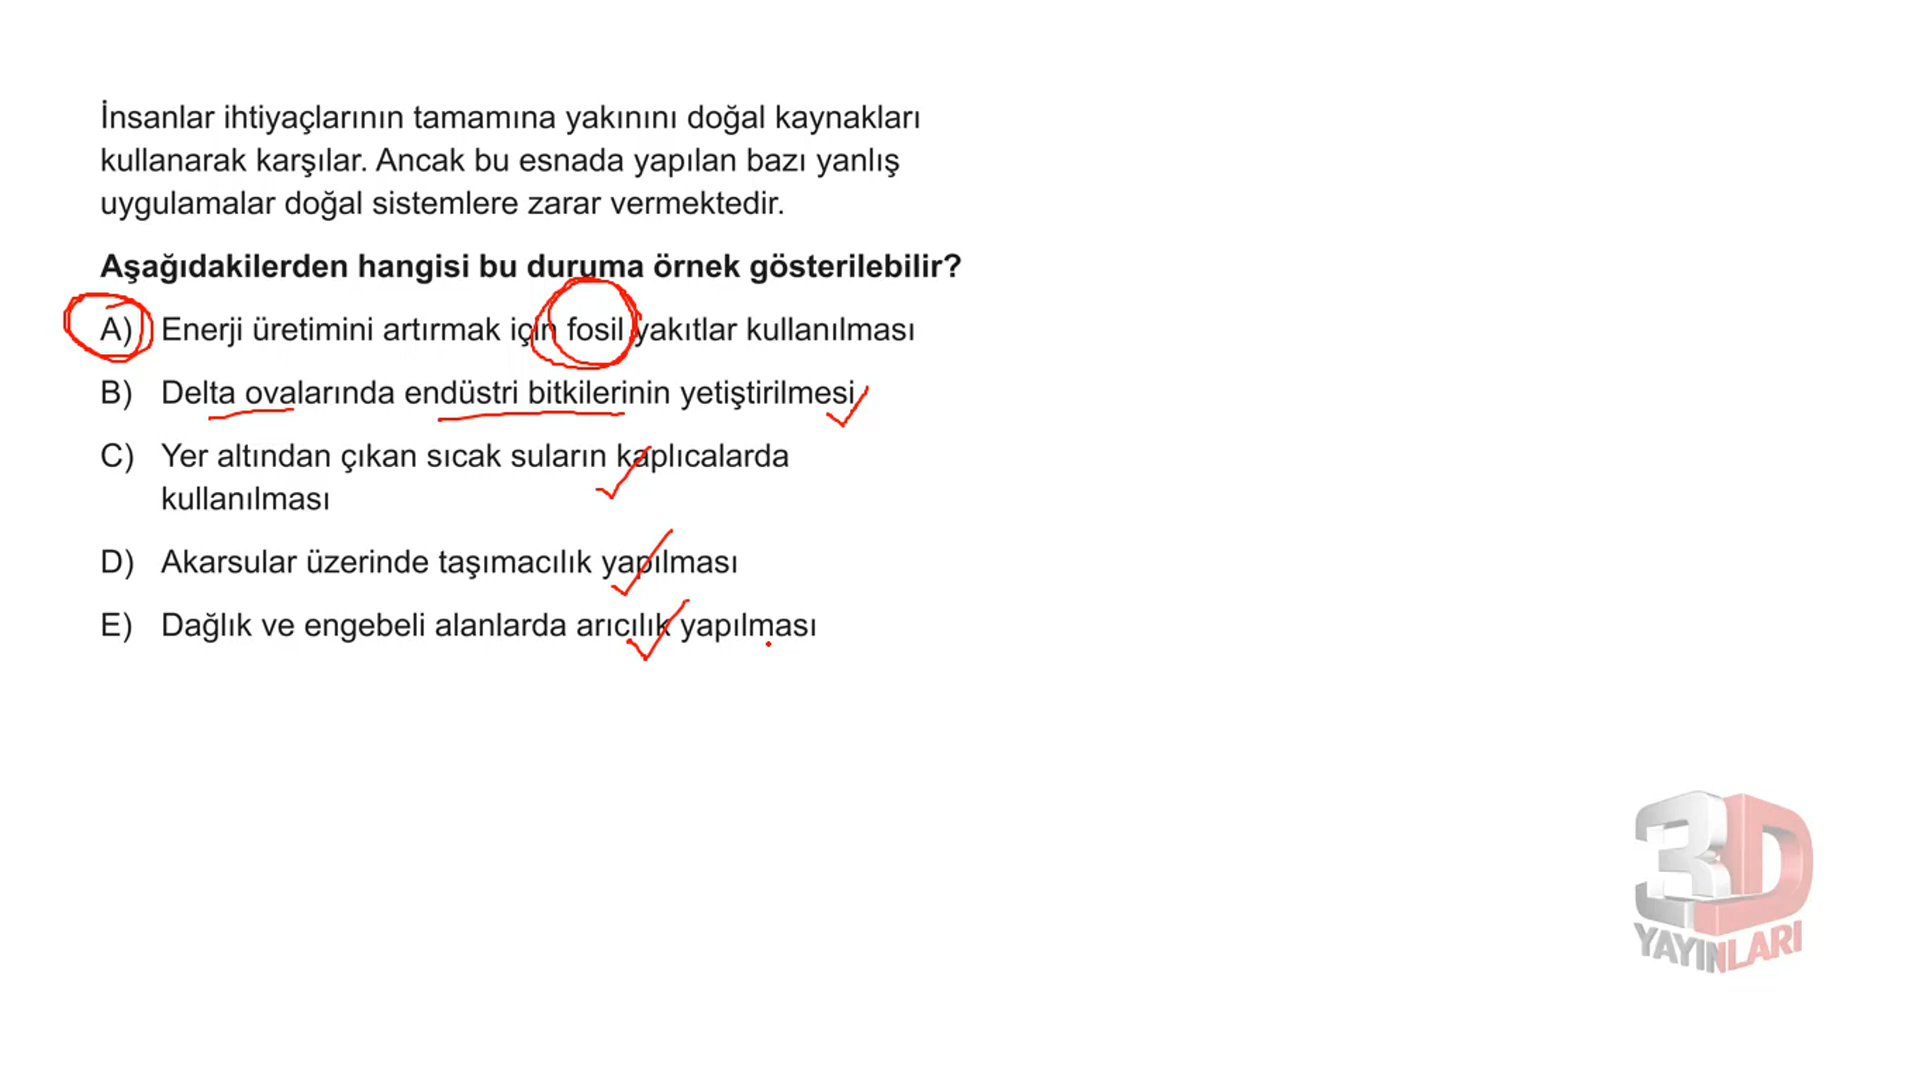 İnsanlar ihtiyaçlarının tamamına yakınını doğal kaynakları
kullanarak karşılar. Ancak bu esnada yapılan bazı yanlış
uygulamalar doğal sistemlere zarar vermektedir.
Aşağıdakilerden hangisi bu duruma örnek gösterilebilir?
A) Enerji üretimini artırmak için fosil yakıtlar kullanılması
B) Delta ovalarında endüstri bitkilerinin yetiştirilmesi
C) Yer altından çıkan sıcak suların kaplıcalarda
kullanılması
D) Akarsular üzerinde taşımacılık yapılması
E) Dağlık ve engebeli alanlarda arıcılık yapılması
3D
YAYINLARI